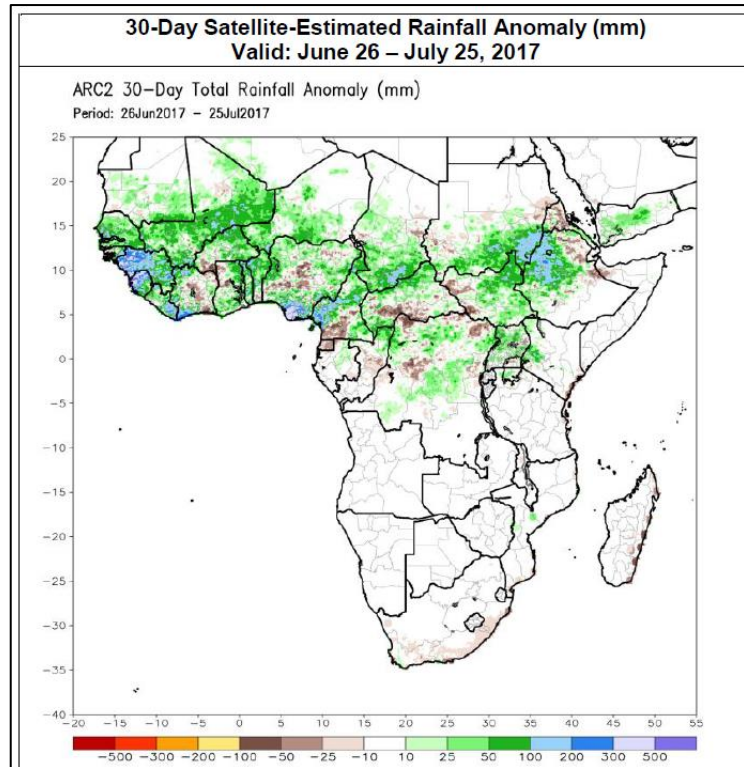 30-Day Satellite-Estimated Rainfall Anomaly (mm)
Valid: June 26 – July 25, 2017
ARC2 30-Day Total Rainfall Anomaly (mm)
Period: 26Jun2017 – 25Jul2017
25
20
15
10
5
0
-5
-10
-15
-20
-25
-30
-35
-40
-20 -15 -10 -5 0 5 10 15 20 25 30 35 40 45 50 55
-500 -300 -200 -100 -50 -25 -10 10 25 50 100 200 300 500